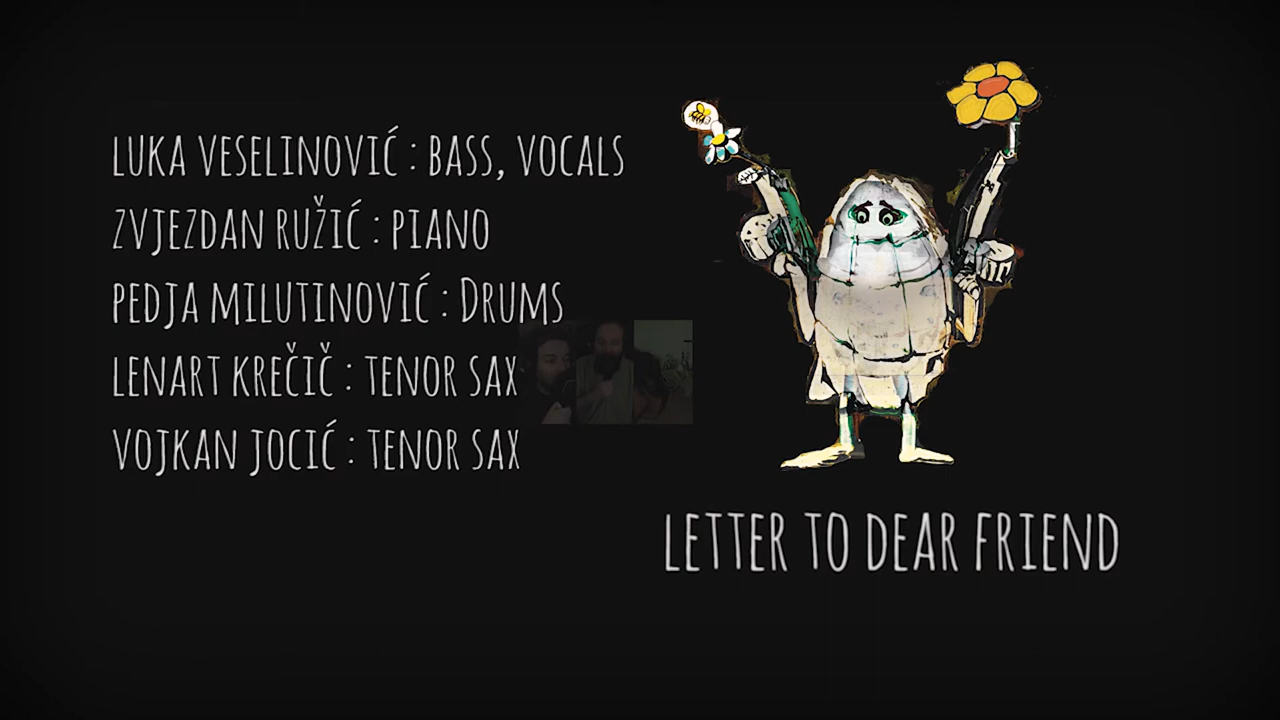 LUKA VESELINOVIĆ : BASS, VOCALS
ZVJEZDAN RUŽIĆ : PIANO
PEDJA MILUTINOVIĆ : DRUMS
LENART KREČIČ : TENOR SAX
VOJKAN JOCIĆ : TENOR SAX
LETTER TO DEAR FRIEND